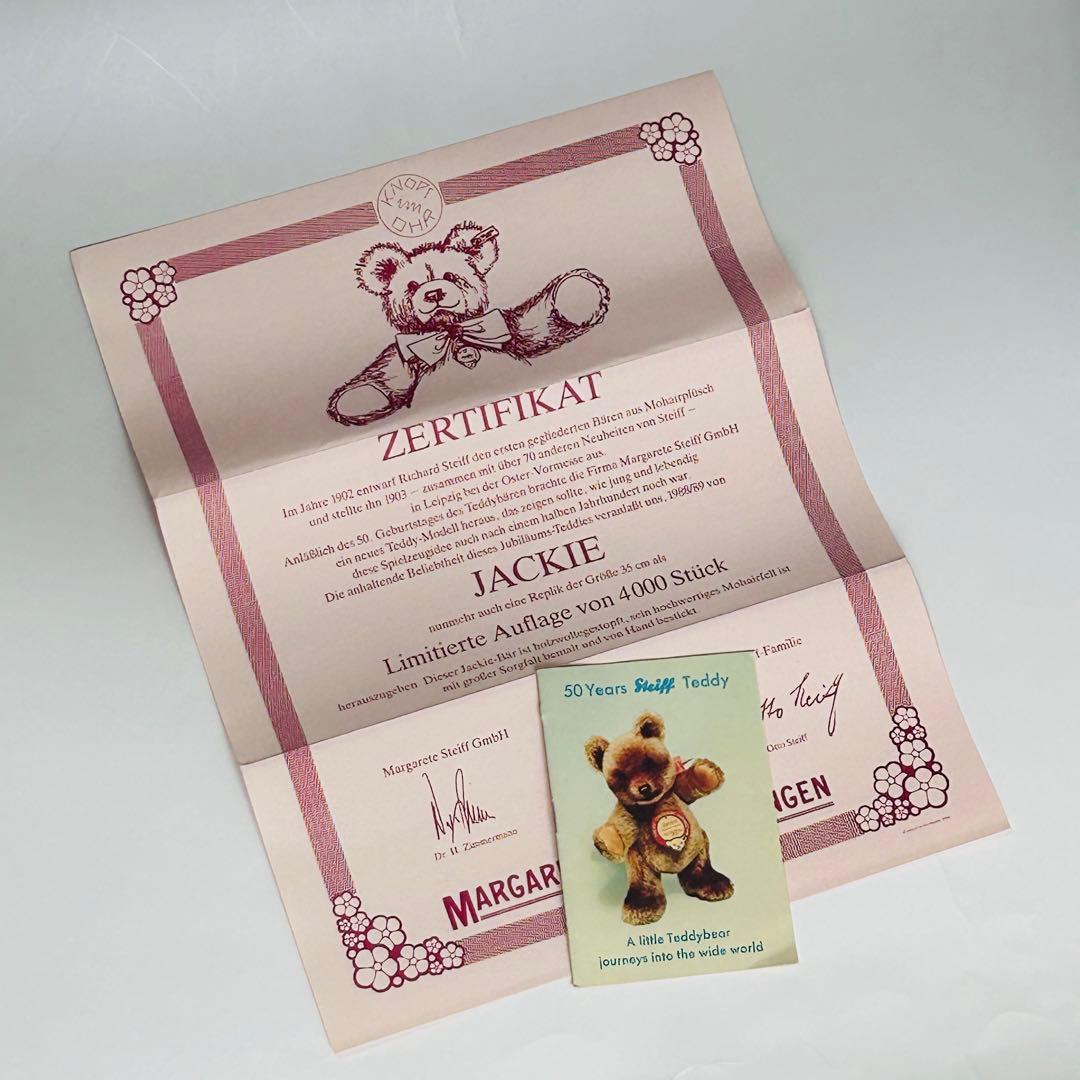 KNOPF
im
OHR
ZERTIFIKAT
Im Jahre 1902 entwarf Richard Steiff den ersten gegliederten Bären aus Mohairplüsch
und stellte ihn 1903 – zusammen mit über 70 anderen Neuheiten von Steiff –
in Leipzig bei der Oster-Vormesse aus.
Anläßlich des 50. Geburtstages des Teddybären brachte die Firma Margarete Steiff GmbH
ein neues Teddy-Modell heraus, das zeigen sollte, wie jung und lebendig
diese Spielzeugidee auch nach einem halben Jahrhundert noch war.
Die anhaltende Beliebtheit dieses Jubiläums-Teddies veranlaßt uns, 1988/89 von
JACKIE
nunmehr auch eine Replik der Größe 35 cm als
Limitierte Auflage von 4000 Stück
herauszugeben. Dieser Jackie-Bär ist holzwollegestopft, sein hochwertiges Mohairfell ist
mit großer Sorgfalt bemalt und von Hand bestickt
Margarete Steiff GmbH
f-Familie
Dr. H. Zimmermann
Otto Steiff
MARGAR
NGEN
50 Years Steiff Teddy
A little Teddybear
journeys into the wide world